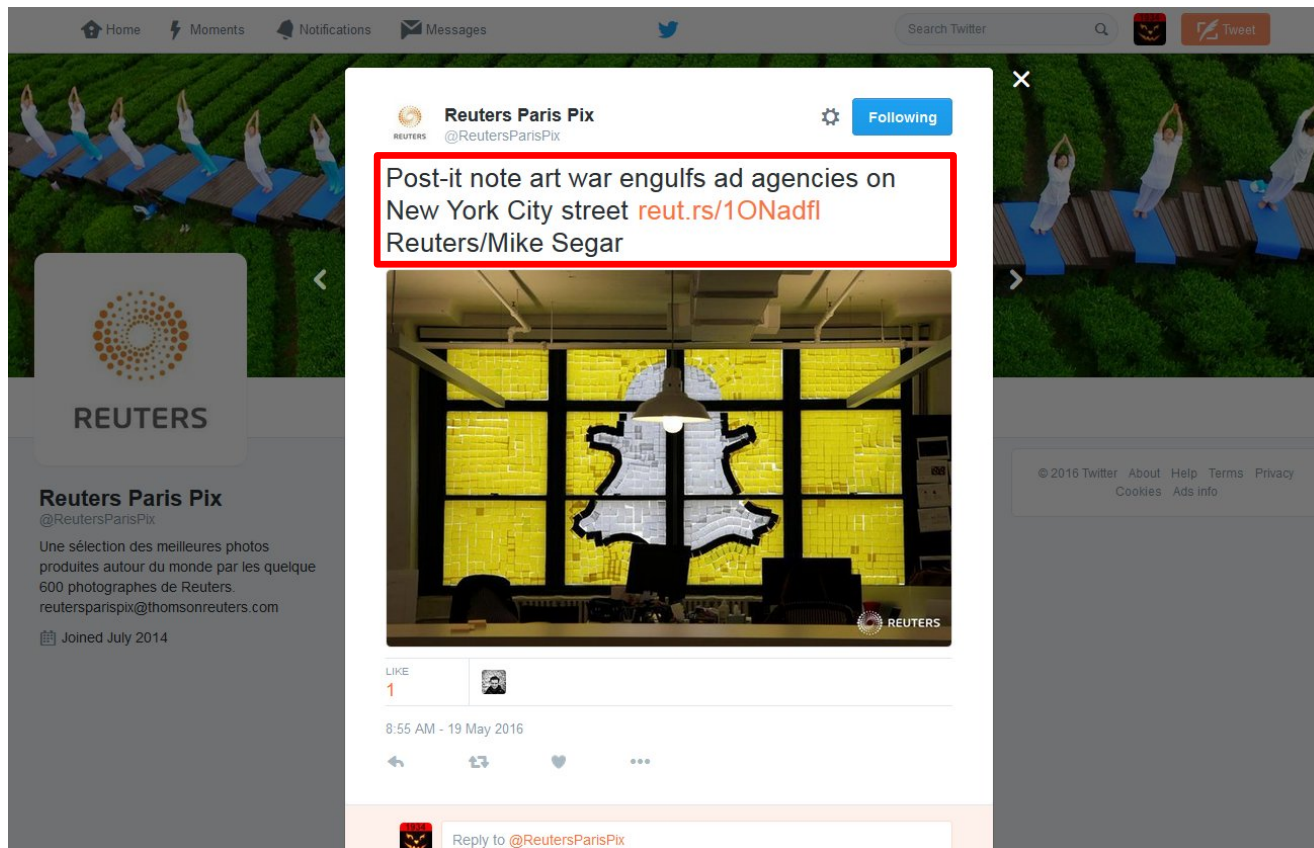 Home Moments Notifications Messages
Search Twitter
1934
Tweet
REUTERS
Reuters Paris Pix
@ReutersParisPix
Une sélection des meilleures photos
produites autour du monde par les quelque
600 photographes de Reuters.
reutersparispix@thomsonreuters.com
Joined July 2014
REUTERS
Reuters Paris Pix
@ReutersParisPix
Following
Post-it note art war engulfs ad agencies on
New York City street reut.rs/1ONadfl
Reuters/Mike Segar
REUTERS
LIKE
1
8:55 AM - 19 May 2016
1934
Reply to @ReutersParisPix
© 2016 Twitter About Help Terms Privacy
Cookies Ads info